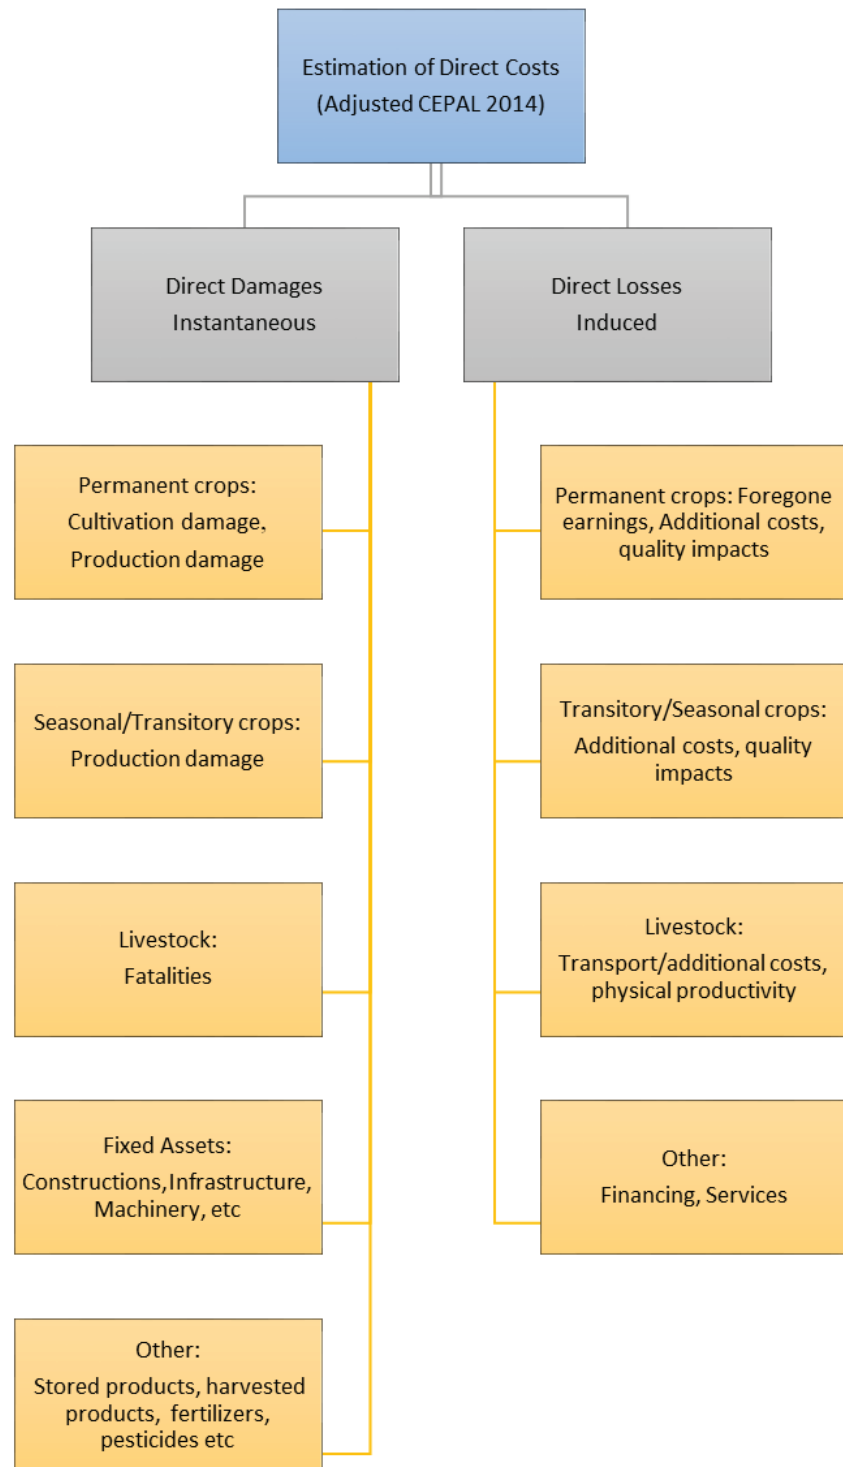 Estimation of Direct Costs
(Adjusted CEPAL 2014)
Direct Damages
Instantaneous
Direct Losses
Induced
Permanent crops:
Cultivation damage,
Production damage
Permanent crops: Foregone
earnings, Additional costs,
quality impacts
Seasonal/Transitory crops:
Production damage
Transitory/Seasonal crops:
Additional costs, quality
impacts
Livestock:
Fatalities
Livestock:
Transport/additional costs,
physical productivity
Fixed Assets:
Constructions,Infrastructure,
Machinery, etc
Other:
Financing, Services
Other:
Stored products, harvested
products, fertilizers,
pesticides etc